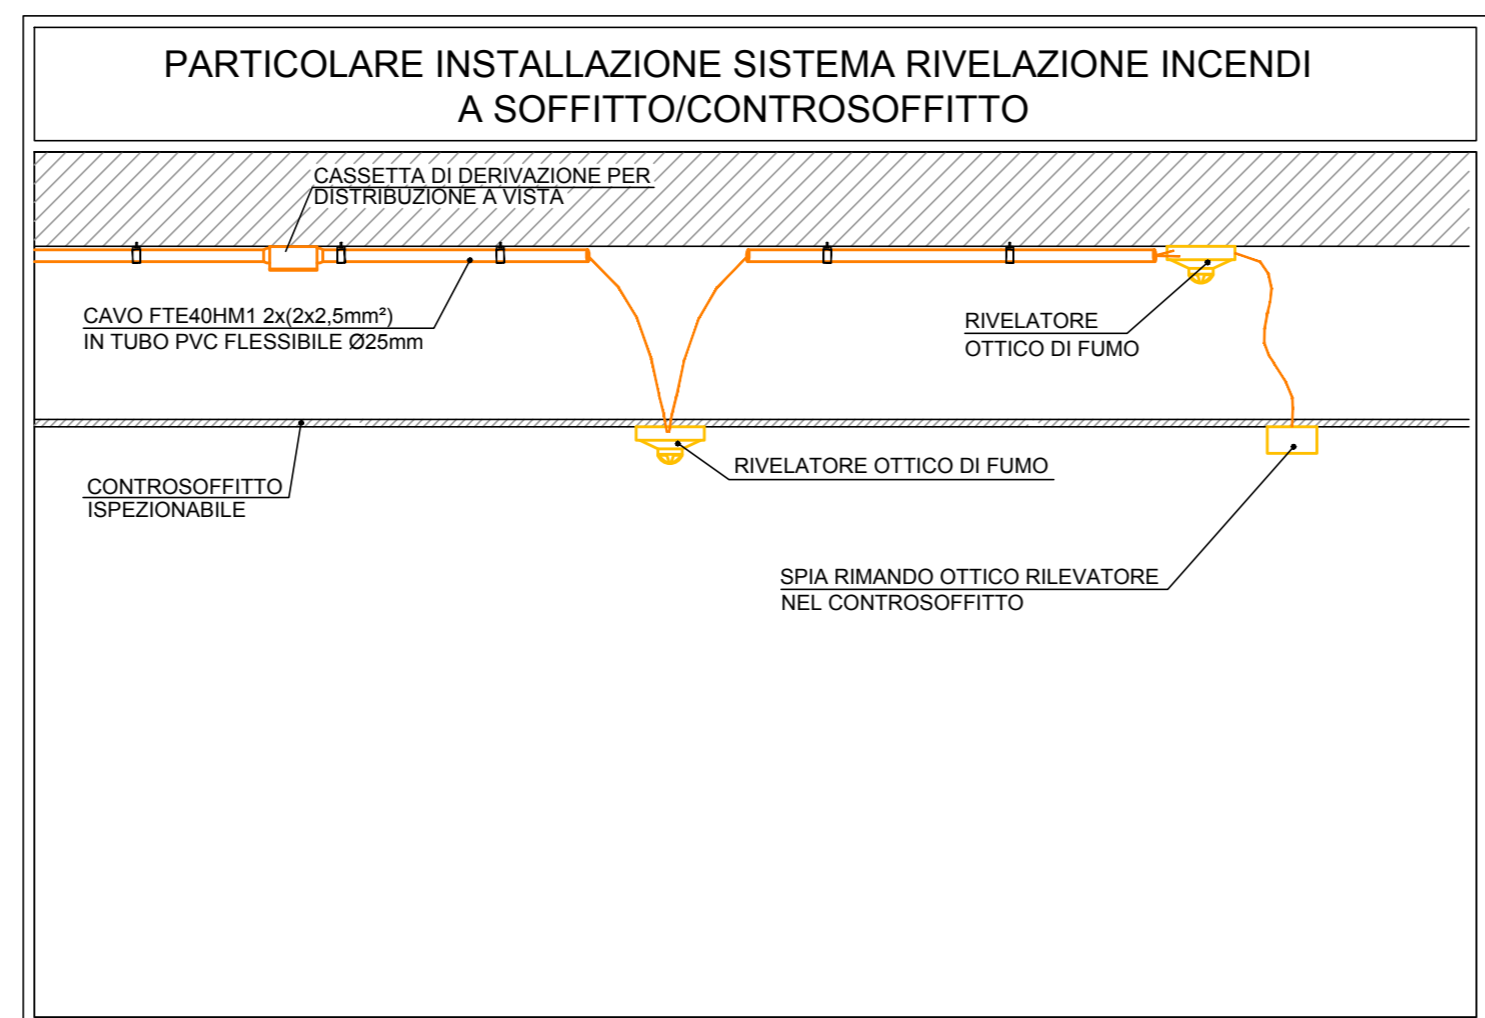 PARTICOLARE INSTALLAZIONE SISTEMA RIVELAZIONE INCENDI
A SOFFITTO/CONTROSOFFITTO
CASSETTA DI DERIVAZIONE PER
DISTRIBUZIONE A VISTA
CAVO FTE40HM1 2x(2x2,5mm²)
IN TUBO PVC FLESSIBILE Ø25mm
RIVELATORE
OTTICO DI FUMO
RIVELATORE OTTICO DI FUMO
CONTROSOFFITTO
ISPEZIONABILE
SPIA RIMANDO OTTICO RILEVATORE
NEL CONTROSOFFITTO